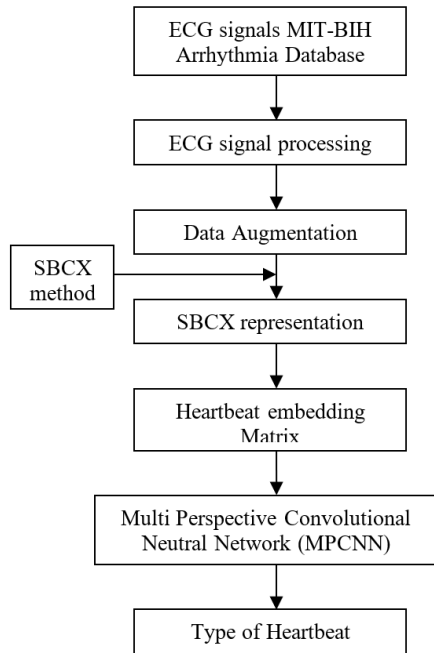 ECG signals MIT-BIH
Arrhythmia Database
ECG signal processing
Data Augmentation
SBCX
method
SBCX representation
Heartbeat embedding
Matrix
Multi Perspective Convolutional
Neutral Network (MPCNN)
Type of Heartbeat